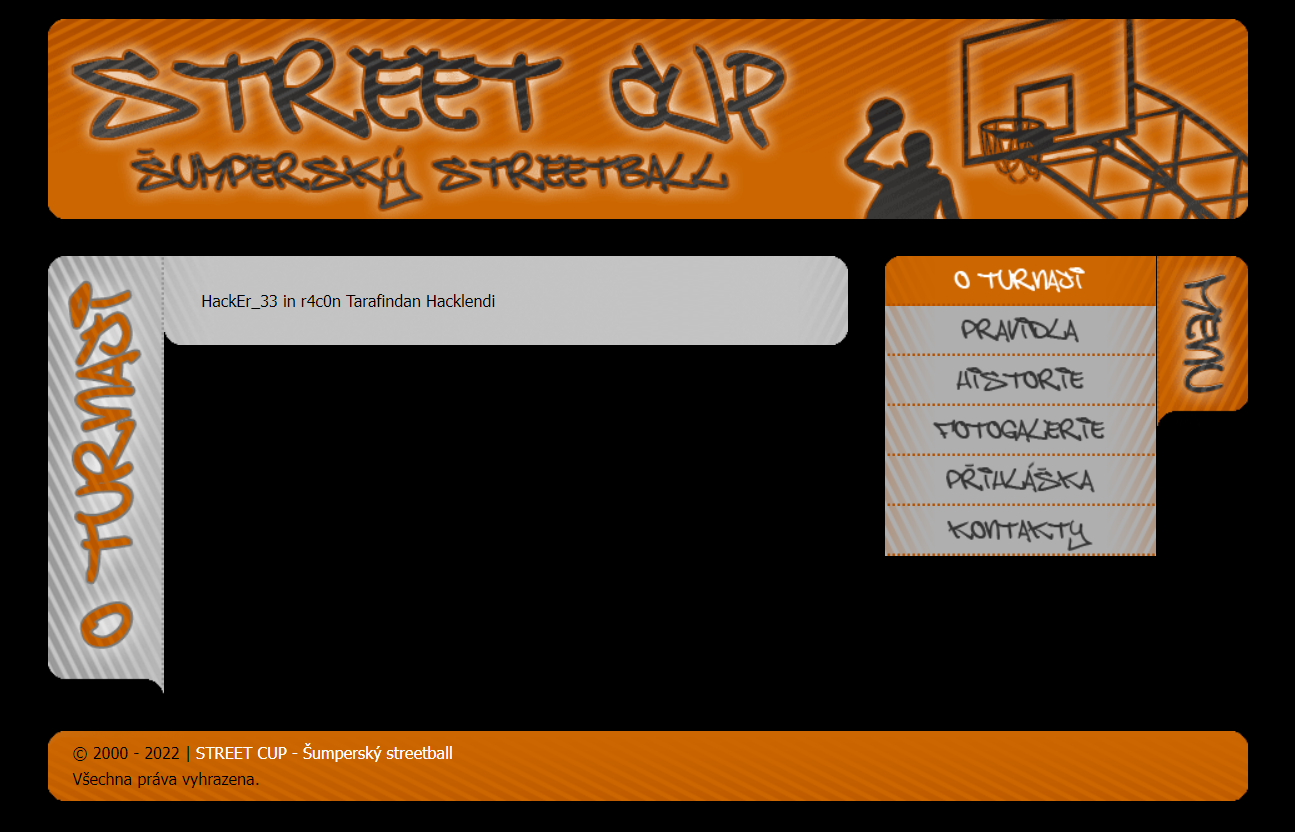 STREET CUP
ŠUMPERSKÝ STREETBALL
O TURNAJI
HackEr_33 in r4c0n Tarafindan Hacklendi
O TURNAJI
PRAVIDLA
HISTORIE
FOTOGALERIE
PŘIHLÁŠKA
KONTAKTY
MENU
© 2000 - 2022 | STREET CUP - Šumperský streetball
Všechna práva vyhrazena.